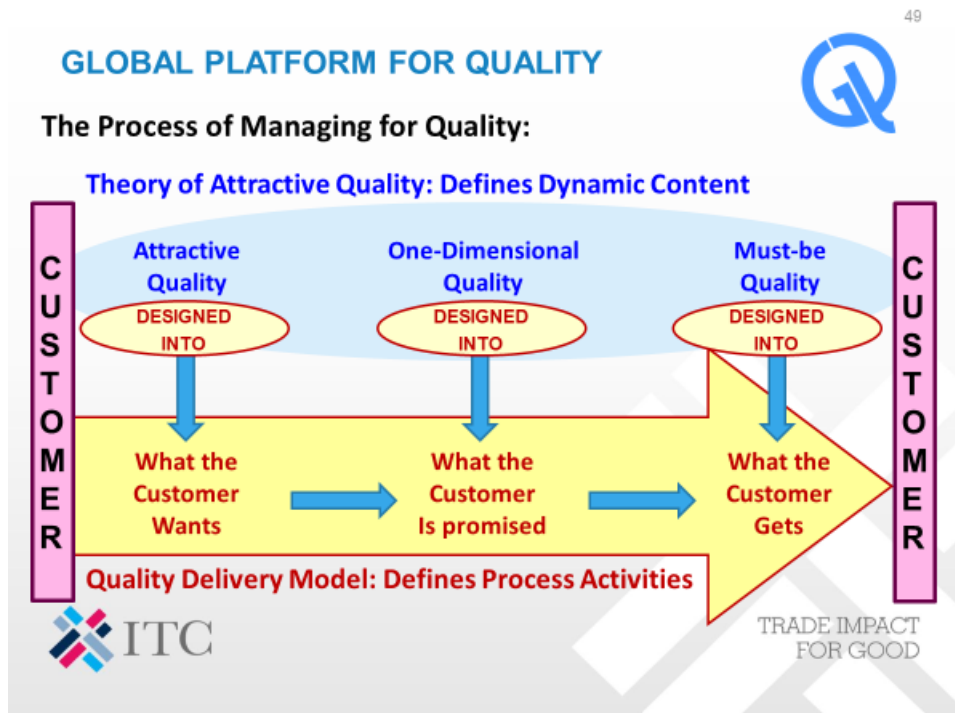 49
GLOBAL PLATFORM FOR QUALITY
The Process of Managing for Quality:
Theory of Attractive Quality: Defines Dynamic Content
CUSTOMER
Attractive
Quality
DESIGNED
INTO
One-Dimensional
Quality
DESIGNED
INTO
Must-be
Quality
DESIGNED
INTO
CUSTOMER
What the
Customer
Wants
What the
Customer
Is promised
What the
Customer
Gets
Quality Delivery Model: Defines Process Activities
ITC
TRADE IMPACT
FOR GOOD